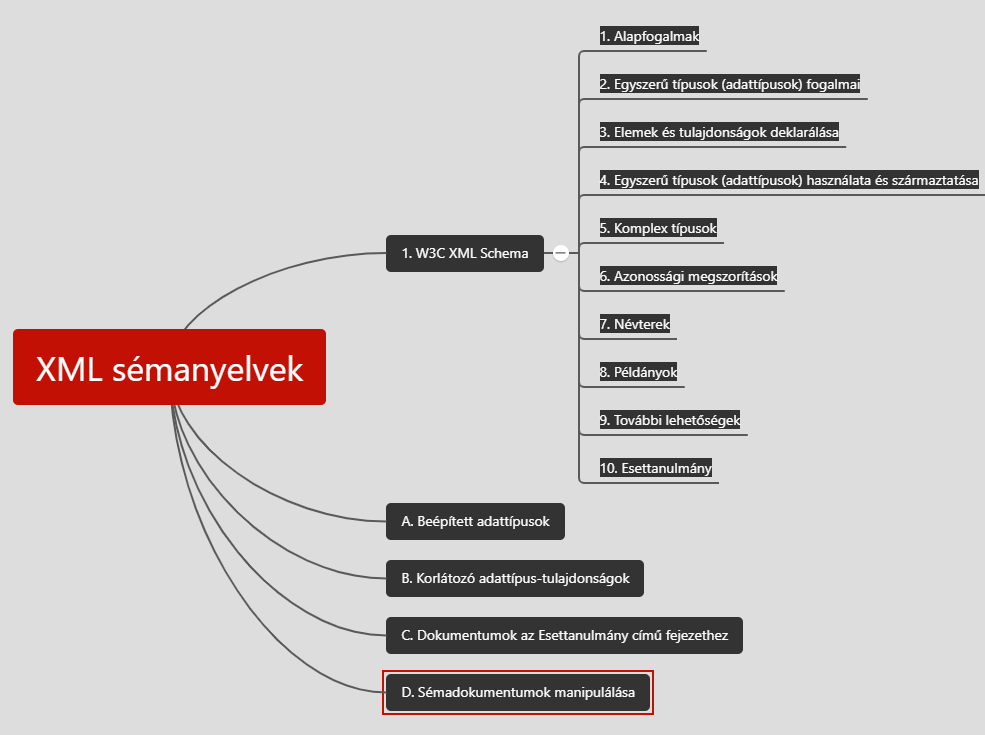 XML sémanyelvek
1. W3C XML Schema
1. Alapfogalmak
2. Egyszerű típusok (adattípusok) fogalmai
3. Elemek és tulajdonságok deklarálása
4. Egyszerű típusok (adattípusok) használata és származtatása
5. Komplex típusok
6. Azonossági megszorítások
7. Névterek
8. Példányok
9. További lehetőségek
10. Esettanulmány
A. Beépített adattípusok
B. Korlátozó adattípus-tulajdonságok
C. Dokumentumok az Esettanulmány című fejezethez
D. Sémadokumentumok manipulálása